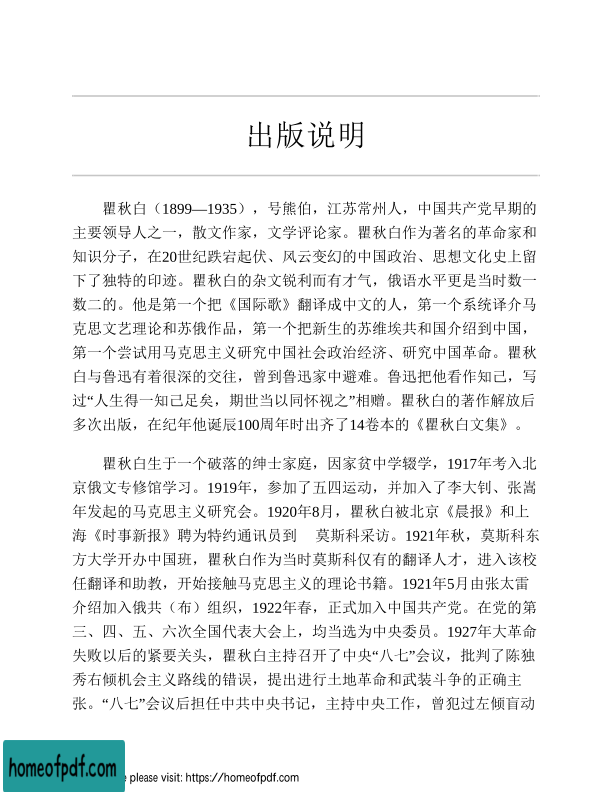 出版说明
瞿秋白（1899—1935），号熊伯，江苏常州人，中国共产党早期的
主要领导人之一，散文作家，文学评论家。瞿秋白作为著名的革命家和
知识分子，在20世纪跌宕起伏、风云变幻的中国政治、思想文化史上留
下了独特的印迹。瞿秋白的杂文锐利而有才气，俄语水平更是当时数一
数二的。他是第一个把《国际歌》翻译成中文的人，第一个系统译介马
克思文艺理论和苏俄作品，第一个把新生的苏维埃共和国介绍到中国，
第一个尝试用马克思主义研究中国社会政治经济、研究中国革命。瞿秋
白与鲁迅有着很深的交往，曾到鲁迅家中避难。鲁迅把他看作知己，写
过“人生得一知己足矣，期世当以同怀视之”相赠。瞿秋白的著作解放后
多次出版，在纪年他诞辰100周年时出齐了14卷本的《瞿秋白文集》。
瞿秋白生于一个破落的绅士家庭，因家贫中学辍学，1917年考入北
京俄文专修馆学习。1919年，参加了五四运动，并加入了李大钊、张嵩
年发起的马克思主义研究会。1920年8月，瞿秋白被北京《晨报》和上
海《时事新报》聘为特约通讯员到 莫斯科采访。1921年秋，莫斯科东
方大学开办中国班，瞿秋白作为当时莫斯科仅有的翻译人才，进入该校
任翻译和助教，开始接触马克思主义的理论书籍。1921年5月由张太雷
介绍加入俄共（布）组织，1922年春，正式加入中国共产党。在党的第
三、四、五、六次全国代表大会上，均当选为中央委员。1927年大革命
失败以后的紧要关头，瞿秋白主持召开了中央“八七”会议，批判了陈独
秀右倾机会主义路线的错误，提出进行土地革命和武装斗争的正确主
张。“八七”会议后担任中共中央书记，主持中央工作，曾犯过左倾盲动
homeofpdf.com
e please visit: https://homeofpdf.com